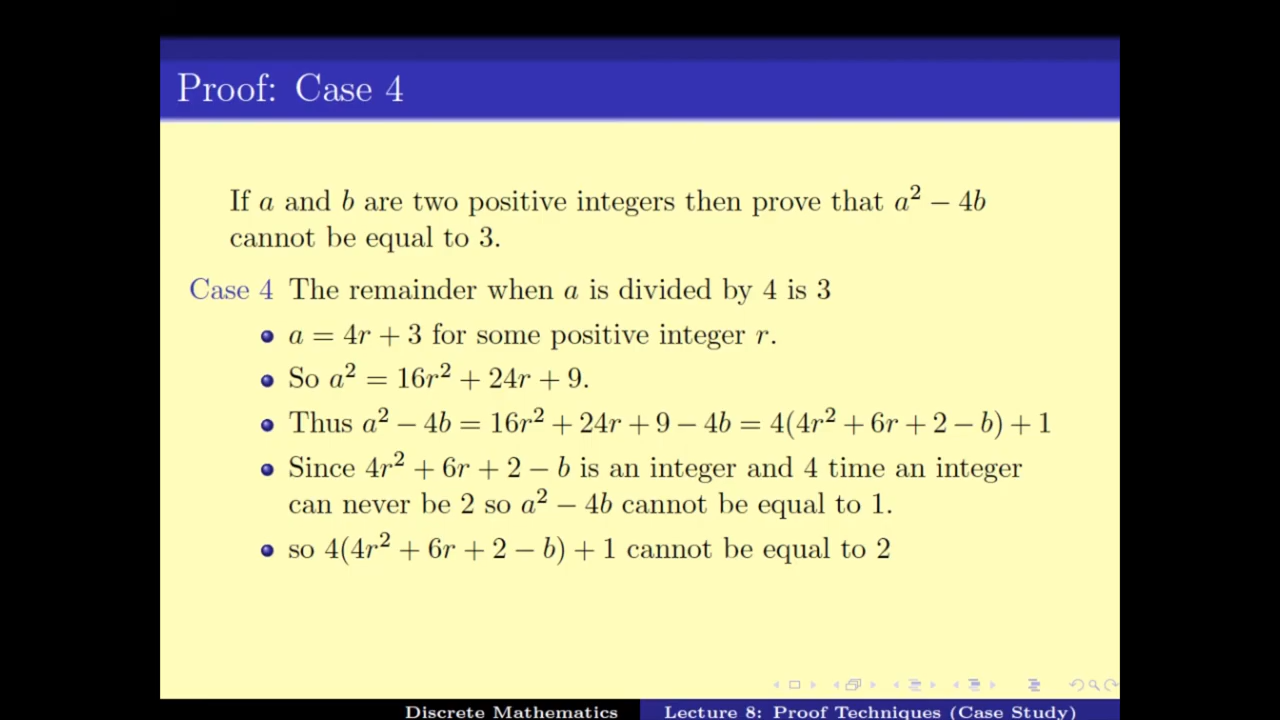 Proof: Case 4
If a and b are two positive integers then prove that a² − 4b
cannot be equal to 3.
Case 4 The remainder when a is divided by 4 is 3
a = 4r + 3 for some positive integer r.
So a² = 16r² + 24r + 9.
Thus a² − 4b = 16r² + 24r + 9 − 4b = 4(4r² + 6r + 2 − b) + 1
Since 4r² + 6r + 2 − b is an integer and 4 time an integer
can never be 2 so a² − 4b cannot be equal to 1.
so 4(4r² + 6r + 2 − b) + 1 cannot be equal to 2
Discrete Mathematics Lecture 8: Proof Techniques (Case Study)